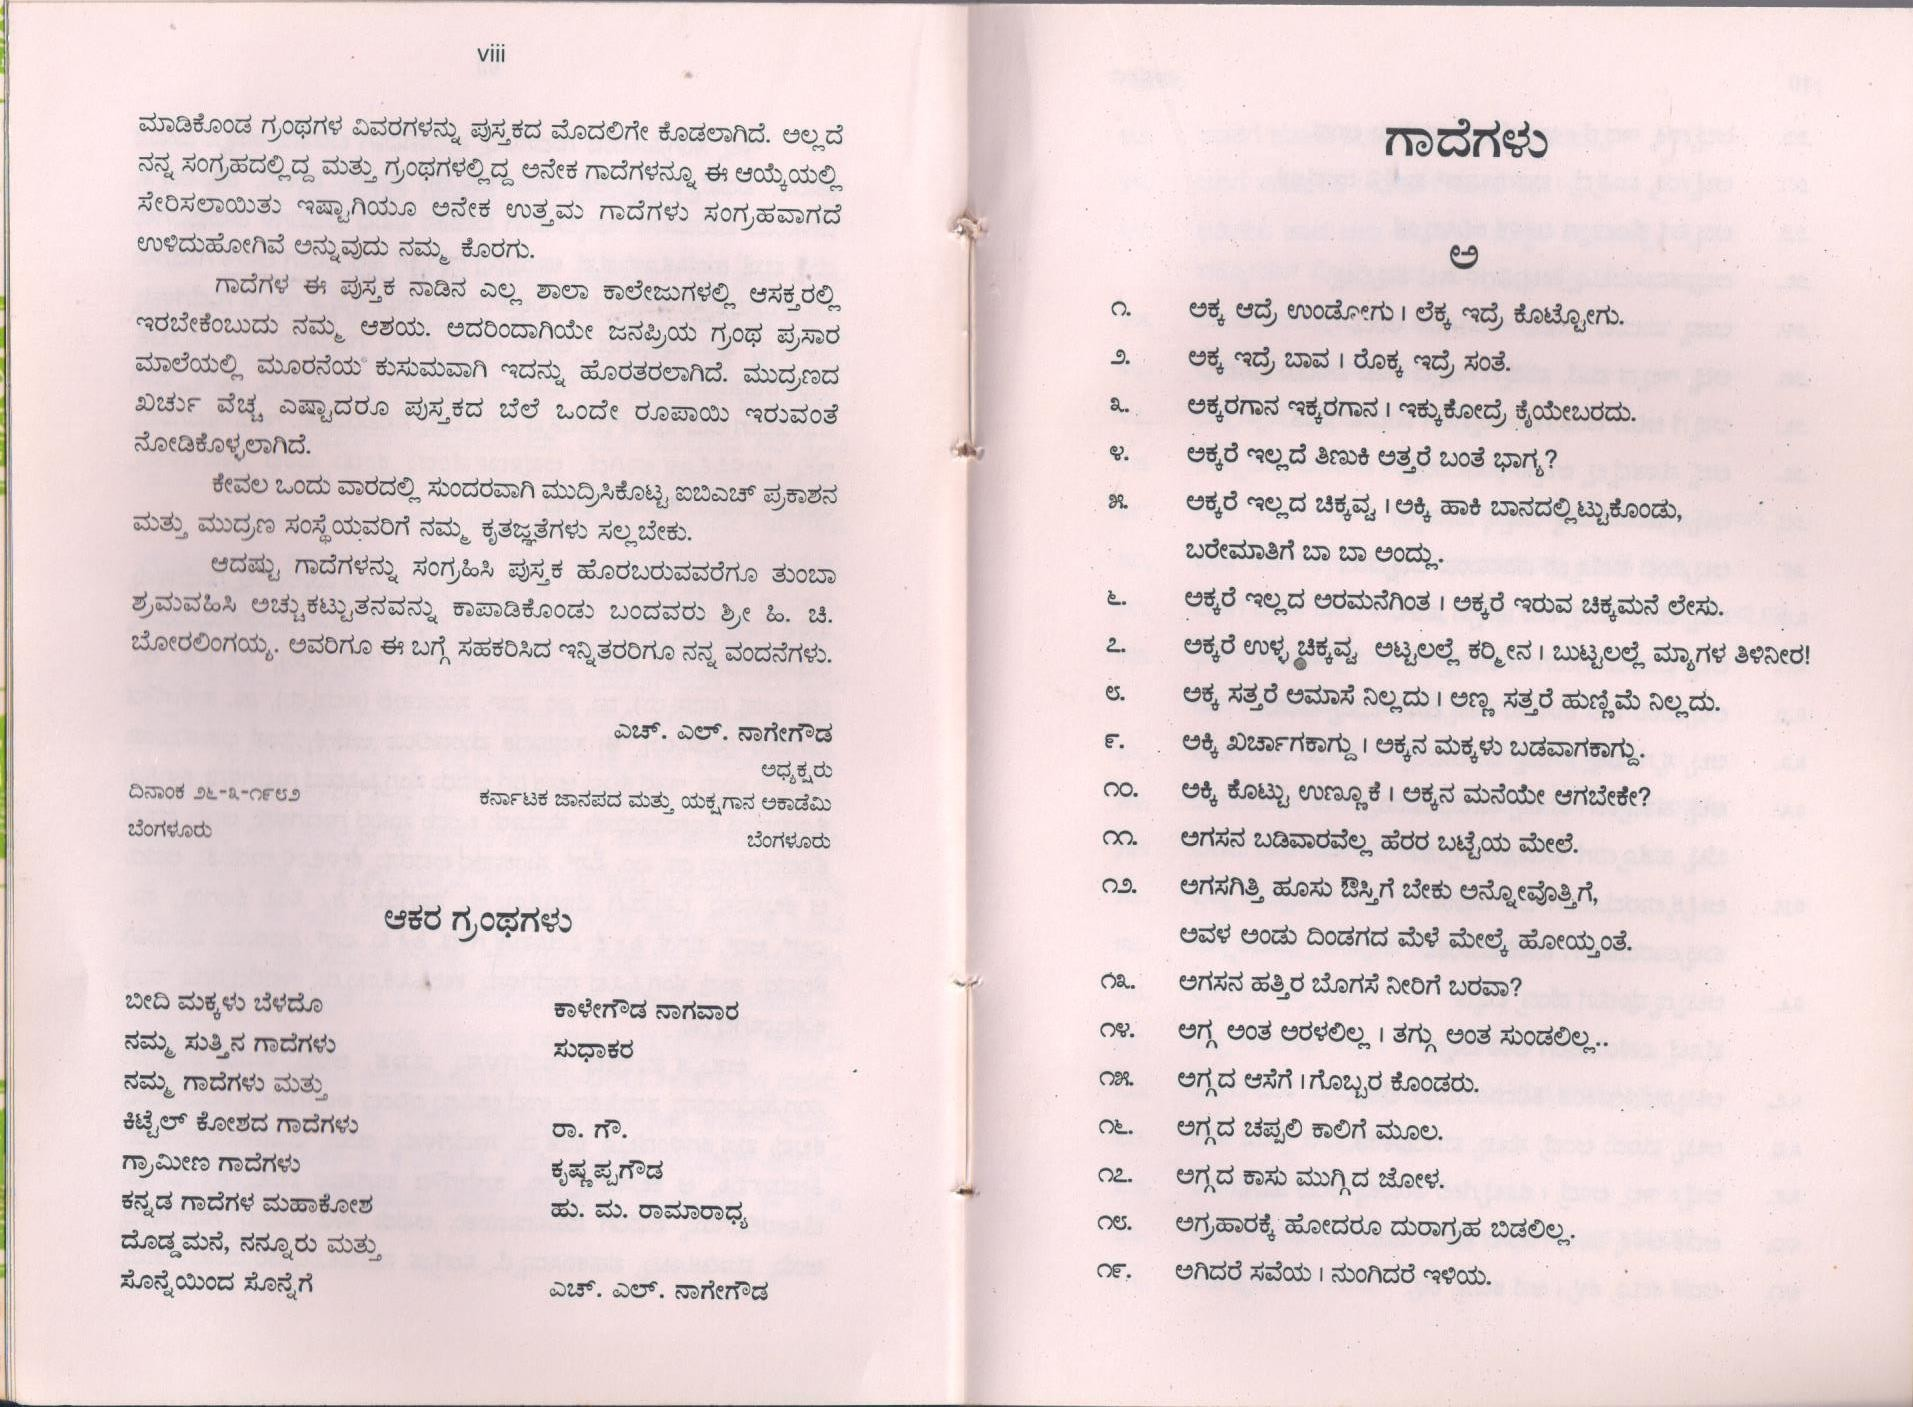 viii
ಮಾಡಿಕೊಂಡ ಗ್ರಂಥಗಳ ವಿವರಗಳನ್ನು ಪುಸ್ತಕದ ಮೊದಲಿಗೇ ಕೊಡಲಾಗಿದೆ. ಅಲ್ಲದೆ
ನನ್ನ ಸಂಗ್ರಹದಲ್ಲಿದ್ದ ಮತ್ತು ಗ್ರಂಥಗಳಲ್ಲಿದ್ದ ಅನೇಕ ಗಾದೆಗಳನ್ನೂ ಈ ಆಯ್ಕೆಯಲ್ಲಿ
ಸೇರಿಸಲಾಯಿತು ಇಷ್ಟಾಗಿಯೂ ಅನೇಕ ಉತ್ತಮ ಗಾದೆಗಳು ಸಂಗ್ರಹವಾಗದೆ
ಉಳಿದುಹೋಗಿವೆ ಅನ್ನುವುದು ನಮ್ಮ ಕೊರಗು.
ಗಾದೆಗಳ ಈ ಪುಸ್ತಕ ನಾಡಿನ ಎಲ್ಲ ಶಾಲಾ ಕಾಲೇಜುಗಳಲ್ಲಿ ಆಸಕ್ತರಲ್ಲಿ
ಇರಬೇಕೆಂಬುದು ನಮ್ಮ ಆಶಯ. ಅದರಿಂದಾಗಿಯೇ ಜನಪ್ರಿಯ ಗ್ರಂಥ ಪ್ರಸಾರ
ಮಾಲೆಯಲ್ಲಿ ಮೂರನೆಯ ಕುಸುಮವಾಗಿ ಇದನ್ನು ಹೊರತರಲಾಗಿದೆ. ಮುದ್ರಣದ
ಖರ್ಚು ವೆಚ್ಚ ಎಷ್ಟಾದರೂ ಪುಸ್ತಕದ ಬೆಲೆ ಒಂದೇ ರೂಪಾಯಿ ಇರುವಂತೆ
ನೋಡಿಕೊಳ್ಳಲಾಗಿದೆ.
ಕೇವಲ ಒಂದು ವಾರದಲ್ಲಿ ಸುಂದರವಾಗಿ ಮುದ್ರಿಸಿಕೊಟ್ಟ ಐಬಿಎಚ್ ಪ್ರಕಾಶನ
ಮತ್ತು ಮುದ್ರಣ ಸಂಸ್ಥೆಯವರಿಗೆ ನಮ್ಮ ಕೃತಜ್ಞತೆಗಳು ಸಲ್ಲಬೇಕು.
ಆದಷ್ಟು ಗಾದೆಗಳನ್ನು ಸಂಗ್ರಹಿಸಿ ಪುಸ್ತಕ ಹೊರಬರುವವರೆಗೂ ತುಂಬಾ
ಶ್ರಮವಹಿಸಿ ಅಚ್ಚುಕಟ್ಟುತನವನ್ನು ಕಾಪಾಡಿಕೊಂಡು ಬಂದವರು ಶ್ರೀ ಹಿ. ಚಿ.
ಬೋರಲಿಂಗಯ್ಯ. ಅವರಿಗೂ ಈ ಬಗ್ಗೆ ಸಹಕರಿಸಿದ ಇನ್ನಿತರರಿಗೂ ನನ್ನ ವಂದನೆಗಳು.
ಎಚ್. ಎಲ್. ನಾಗೇಗೌಡ
ಅಧ್ಯಕ್ಷರು
ದಿನಾಂಕ ೨೬-೩-೧೯೮೨ ಕರ್ನಾಟಕ ಜಾನಪದ ಮತ್ತು ಯಕ್ಷಗಾನ ಅಕಾಡೆಮಿ
ಬೆಂಗಳೂರು ಬೆಂಗಳೂರು
ಆಕರ ಗ್ರಂಥಗಳು
ಬೀದಿ ಮಕ್ಕಳು ಬೆಳೆದೊ ಕಾಳೇಗೌಡ ನಾಗವಾರ
ನಮ್ಮ ಸುತ್ತಿನ ಗಾದೆಗಳು ಸುಧಾಕರ
ನಮ್ಮ ಗಾದೆಗಳು ಮತ್ತು
ಕಿಟ್ಟೆಲ್ ಕೋಶದ ಗಾದೆಗಳು ರಾ. ಗೌ.
ಗ್ರಾಮೀಣ ಗಾದೆಗಳು ಕೃಷ್ಣಪ್ಪಗೌಡ
ಕನ್ನಡ ಗಾದೆಗಳ ಮಹಾಕೋಶ ಹು. ಮ. ರಾಮಾರಾಧ್ಯ
ದೊಡ್ಡಮನೆ, ನನ್ನೂರು ಮತ್ತು
ಸೊನ್ನೆಯಿಂದ ಸೊನ್ನೆಗೆ ಎಚ್. ಎಲ್. ನಾಗೇಗೌಡ
ಗಾದೆಗಳು
ಅ
೧. ಅಕ್ಕ ಆದ್ರೆ ಉಂಡೋಗು । ಲೆಕ್ಕ ಇದ್ರೆ ಕೊಟ್ಟೋಗು.
೨. ಅಕ್ಕ ಇದ್ರೆ ಬಾವ । ರೊಕ್ಕ ಇದ್ರೆ ಸಂತೆ.
೩. ಅಕ್ಕರಗಾನ ಇಕ್ಕರಗಾನ । ಇಕ್ಕುಕೋದ್ರೆ ಕೈಯೇಬರದು.
೪. ಅಕ್ಕರೆ ಇಲ್ಲದೆ ತಿಣುಕಿ ಅತ್ತರೆ ಬಂತೆ ಭಾಗ್ಯ?
೫. ಅಕ್ಕರೆ ಇಲ್ಲದ ಚಿಕ್ಕವ್ವ । ಅಕ್ಕಿ ಹಾಕಿ ಬಾನದಲ್ಲಿಟ್ಟುಕೊಂಡು,
ಬರೇಮಾತಿಗೆ ಬಾ ಬಾ ಅಂದ್ಲು.
೬. ಅಕ್ಕರೆ ಇಲ್ಲದ ಅರಮನೆಗಿಂತ । ಅಕ್ಕರೆ ಇರುವ ಚಿಕ್ಕಮನೆ ಲೇಸು.
೭. ಅಕ್ಕರೆ ಉಳ್ಳ ಚಿಕ್ಕವ್ವ ಅಟ್ಟಲಲ್ಲೆ ಕರ್‍ಮೀನ । ಬುಟ್ಟಲಲ್ಲೆ ಮ್ಯಾಗಳ ತಿಳಿನೀರ!
೮. ಅಕ್ಕ ಸತ್ತರೆ ಅಮಾಸೆ ನಿಲ್ಲದು । ಅಣ್ಣ ಸತ್ತರೆ ಹುಣ್ಣಿಮೆ ನಿಲ್ಲದು.
೯. ಅಕ್ಕಿ ಖರ್ಚಾಗಕಾಗ್ದು । ಅಕ್ಕನ ಮಕ್ಕಳು ಬಡವಾಗಕಾಗ್ದು.
೧೦. ಅಕ್ಕಿ ಕೊಟ್ಟು ಉಣ್ಣೂಕೆ । ಅಕ್ಕನ ಮನೆಯೇ ಆಗಬೇಕೇ?
೧೧. ಅಗಸನ ಬಡಿವಾರವೆಲ್ಲ ಹೆರರ ಬಟ್ಟೆಯ ಮೇಲೆ.
೧೨. ಅಗಸಗಿತ್ತಿ ಹೂಸು ಔಸ್ತಿಗೆ ಬೇಕು ಅನ್ನೋವೊತ್ತಿಗೆ,
ಅವಳ ಅಂಡು ದಿಂಡಗದ ಮೆಳೆ ಮೇಲ್ಕೆ ಹೋಯ್ತಂತೆ.
೧೩. ಅಗಸನ ಹತ್ತಿರ ಬೊಗಸೆ ನೀರಿಗೆ ಬರವಾ?
೧೪. ಅಗ್ಗ ಅಂತ ಅರಳಲಿಲ್ಲ । ತಗ್ಗು ಅಂತ ಸುಂಡಲಿಲ್ಲ..
೧೫. ಅಗ್ಗದ ಆಸೆಗೆ । ಗೊಬ್ಬರ ಕೊಂಡರು.
೧೬. ಅಗ್ಗದ ಚಪ್ಪಲಿ ಕಾಲಿಗೆ ಮೂಲ.
೧೭. ಅಗ್ಗದ ಕಾಸು ಮುಗ್ಗಿದ ಜೋಳ.
೧೮. ಅಗ್ರಹಾರಕ್ಕೆ ಹೋದರೂ ದುರಾಗ್ರಹ ಬಿಡಲಿಲ್ಲ.
೧೯. ಅಗಿದರೆ ಸವೆಯ । ನುಂಗಿದರೆ ಇಳಿಯ.